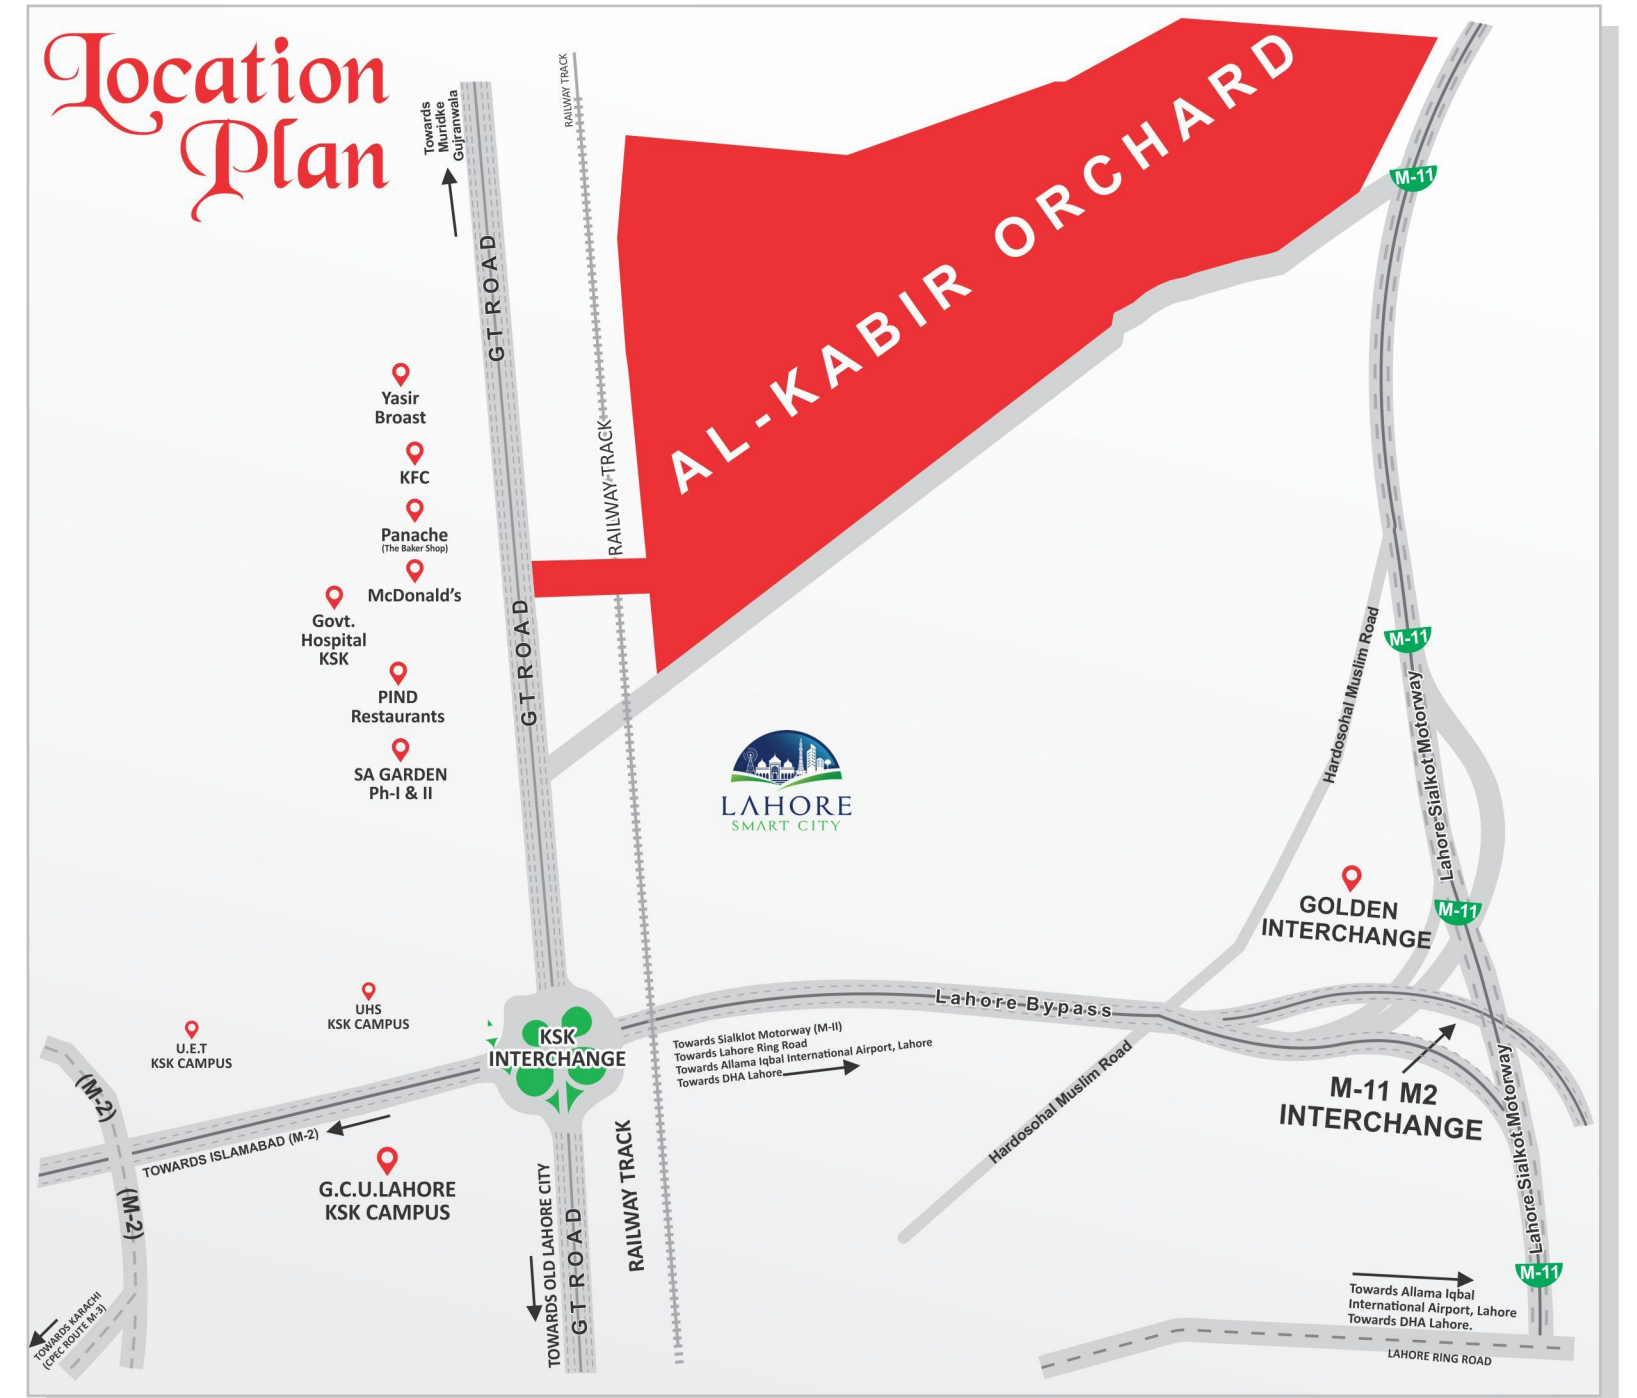 Location
Plan
Towards
Muridke
Gujranwala
RAILWAY TRACK
GT ROAD
AL-KABIR ORCHARD
M-11
Yasir
Broast
KFC
Panache
(The Baker Shop)
McDonald's
Govt.
Hospital
KSK
PIND
Restaurants
SA GARDEN
Ph-I & II
RAILWAY TRACK
GT ROAD
Hardosohal Muslim Road
M-11
Lahore Sialkot Motorway
LAHORE
SMART CITY
GOLDEN
INTERCHANGE
M-11
UHS
KSK CAMPUS
U.E.T
KSK CAMPUS
KSK
INTERCHANGE
Lahore Bypass
Towards Sialklot Motorway (M-II)
Towards Lahore Ring Road
Towards Allama Iqbal International Airport, Lahore
Towards DHA Lahore
Hardosohal Muslim Road
M-11 M2
INTERCHANGE
Lahore Sialkot Motorway
(M-2)
TOWARDS ISLAMABAD (M-2)
(M-2)
G.C.U.LAHORE
KSK CAMPUS
TOWARDS OLD LAHORE CITY
GT ROAD
RAILWAY TRACK
TOWARDS KARACHI
(CPEC ROUTE M-3)
M-11
Towards Allama Iqbal
International Airport, Lahore
Towards DHA Lahore.
LAHORE RING ROAD